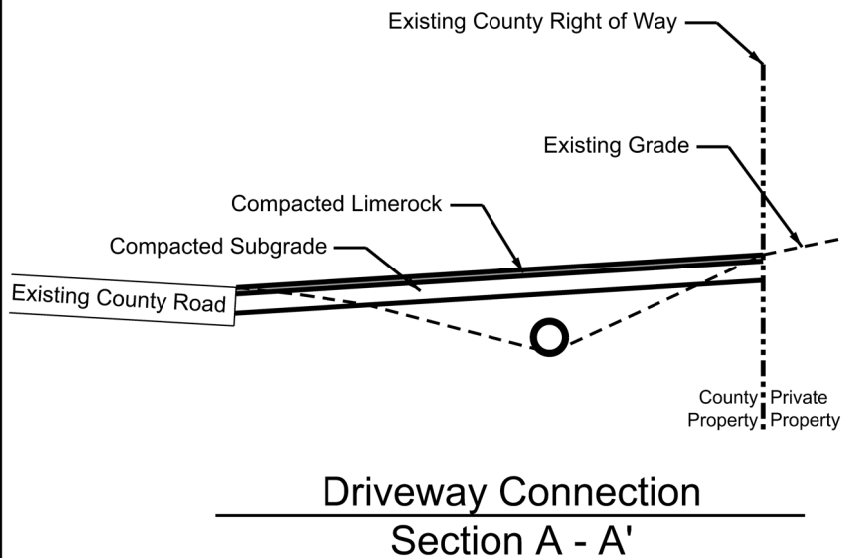 Existing County Right of Way
Existing Grade
Compacted Limerock
Compacted Subgrade
Existing County Road
County Private
Property Property
Driveway Connection
Section A - A'